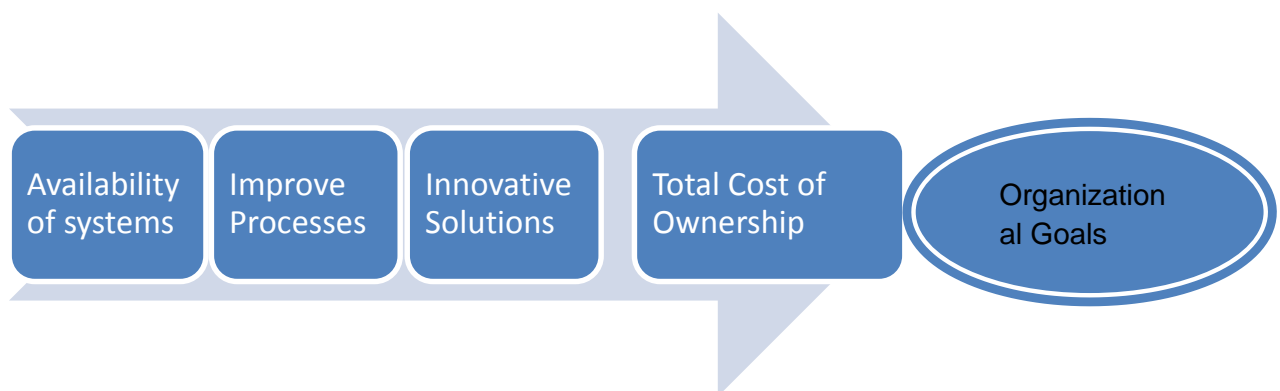 Availability
of systems
Improve
Processes
Innovative
Solutions
Total Cost of
Ownership
Organization
al Goals